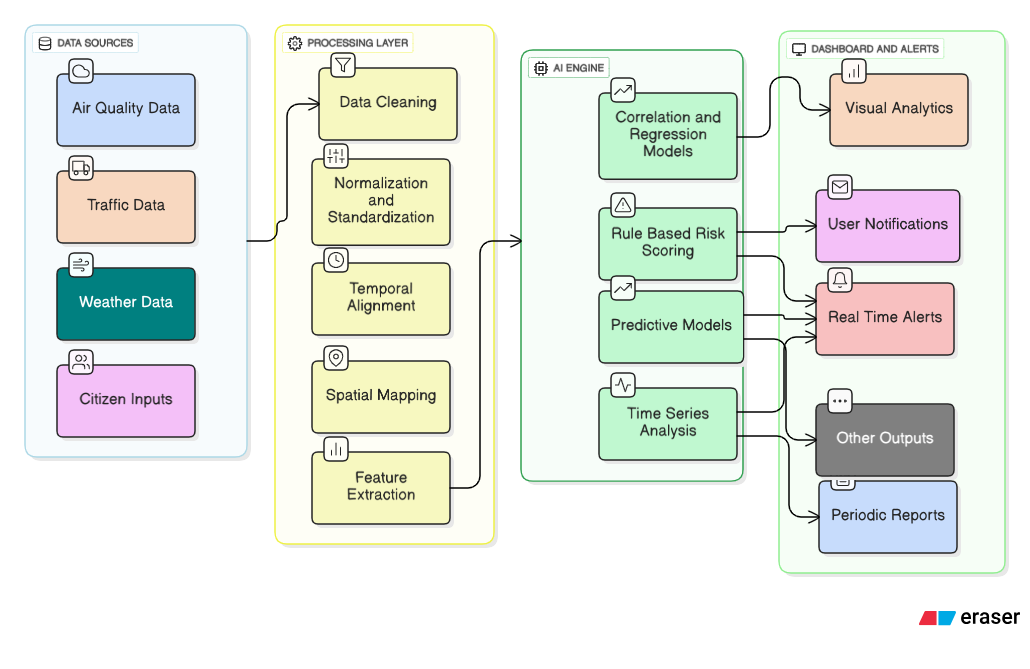 DATA SOURCES
Air Quality Data
Traffic Data
Weather Data
Citizen Inputs
PROCESSING LAYER
Data Cleaning
Normalization
and
Standardization
Temporal
Alignment
Spatial Mapping
Feature
Extraction
AI ENGINE
Correlation and
Regression
Models
Rule Based Risk
Scoring
Predictive Models
Time Series
Analysis
DASHBOARD AND ALERTS
Visual Analytics
User Notifications
Real Time Alerts
Other Outputs
Periodic Reports
eraser